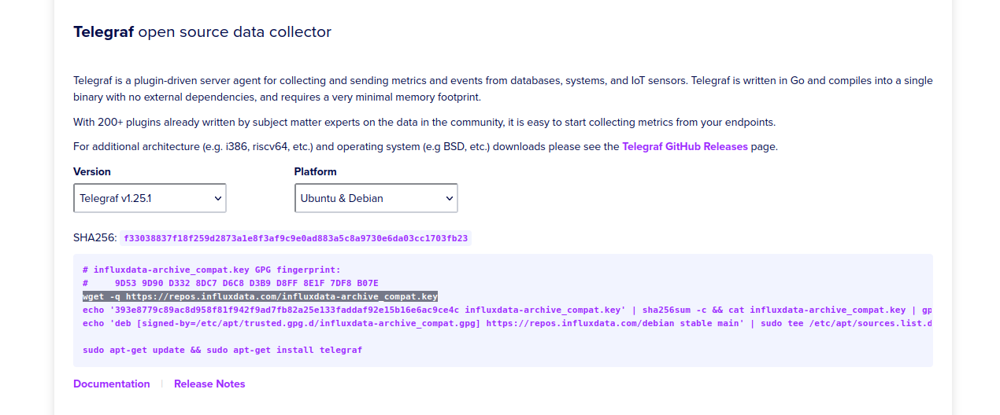 Telegraf open source data collector
Telegraf is a plugin-driven server agent for collecting and sending metrics and events from databases, systems, and IoT sensors. Telegraf is written in Go and compiles into a single
binary with no external dependencies, and requires a very minimal memory footprint.
With 200+ plugins already written by subject matter experts on the data in the community, it is easy to start collecting metrics from your endpoints.
For additional architecture (e.g. i386, riscv64, etc.) and operating system (e.g BSD, etc.) downloads please see the Telegraf GitHub Releases page.
Version Platform
Telegraf v1.25.1 Ubuntu & Debian
SHA256: f33038837f18f259d2873a1e8f3af9c9e0ad883a5c8a9730e6da03cc1703fb23
# influxdata-archive_compat.key GPG fingerprint:
#     9D53 9D90 D332 8DC7 D6C8 D3B9 D8FF 8E1F 7DF8 B07E
wget -q https://repos.influxdata.com/influxdata-archive_compat.key
echo '393e8779c89ac8d958f81f942f9ad7fb82a25e133faddaf92e15b16e6ac9ce4c influxdata-archive_compat.key' | sha256sum -c && cat influxdata-archive_compat.key | gp
echo 'deb [signed-by=/etc/apt/trusted.gpg.d/influxdata-archive_compat.gpg] https://repos.influxdata.com/debian stable main' | sudo tee /etc/apt/sources.list.d
sudo apt-get update && sudo apt-get install telegraf
Documentation | Release Notes